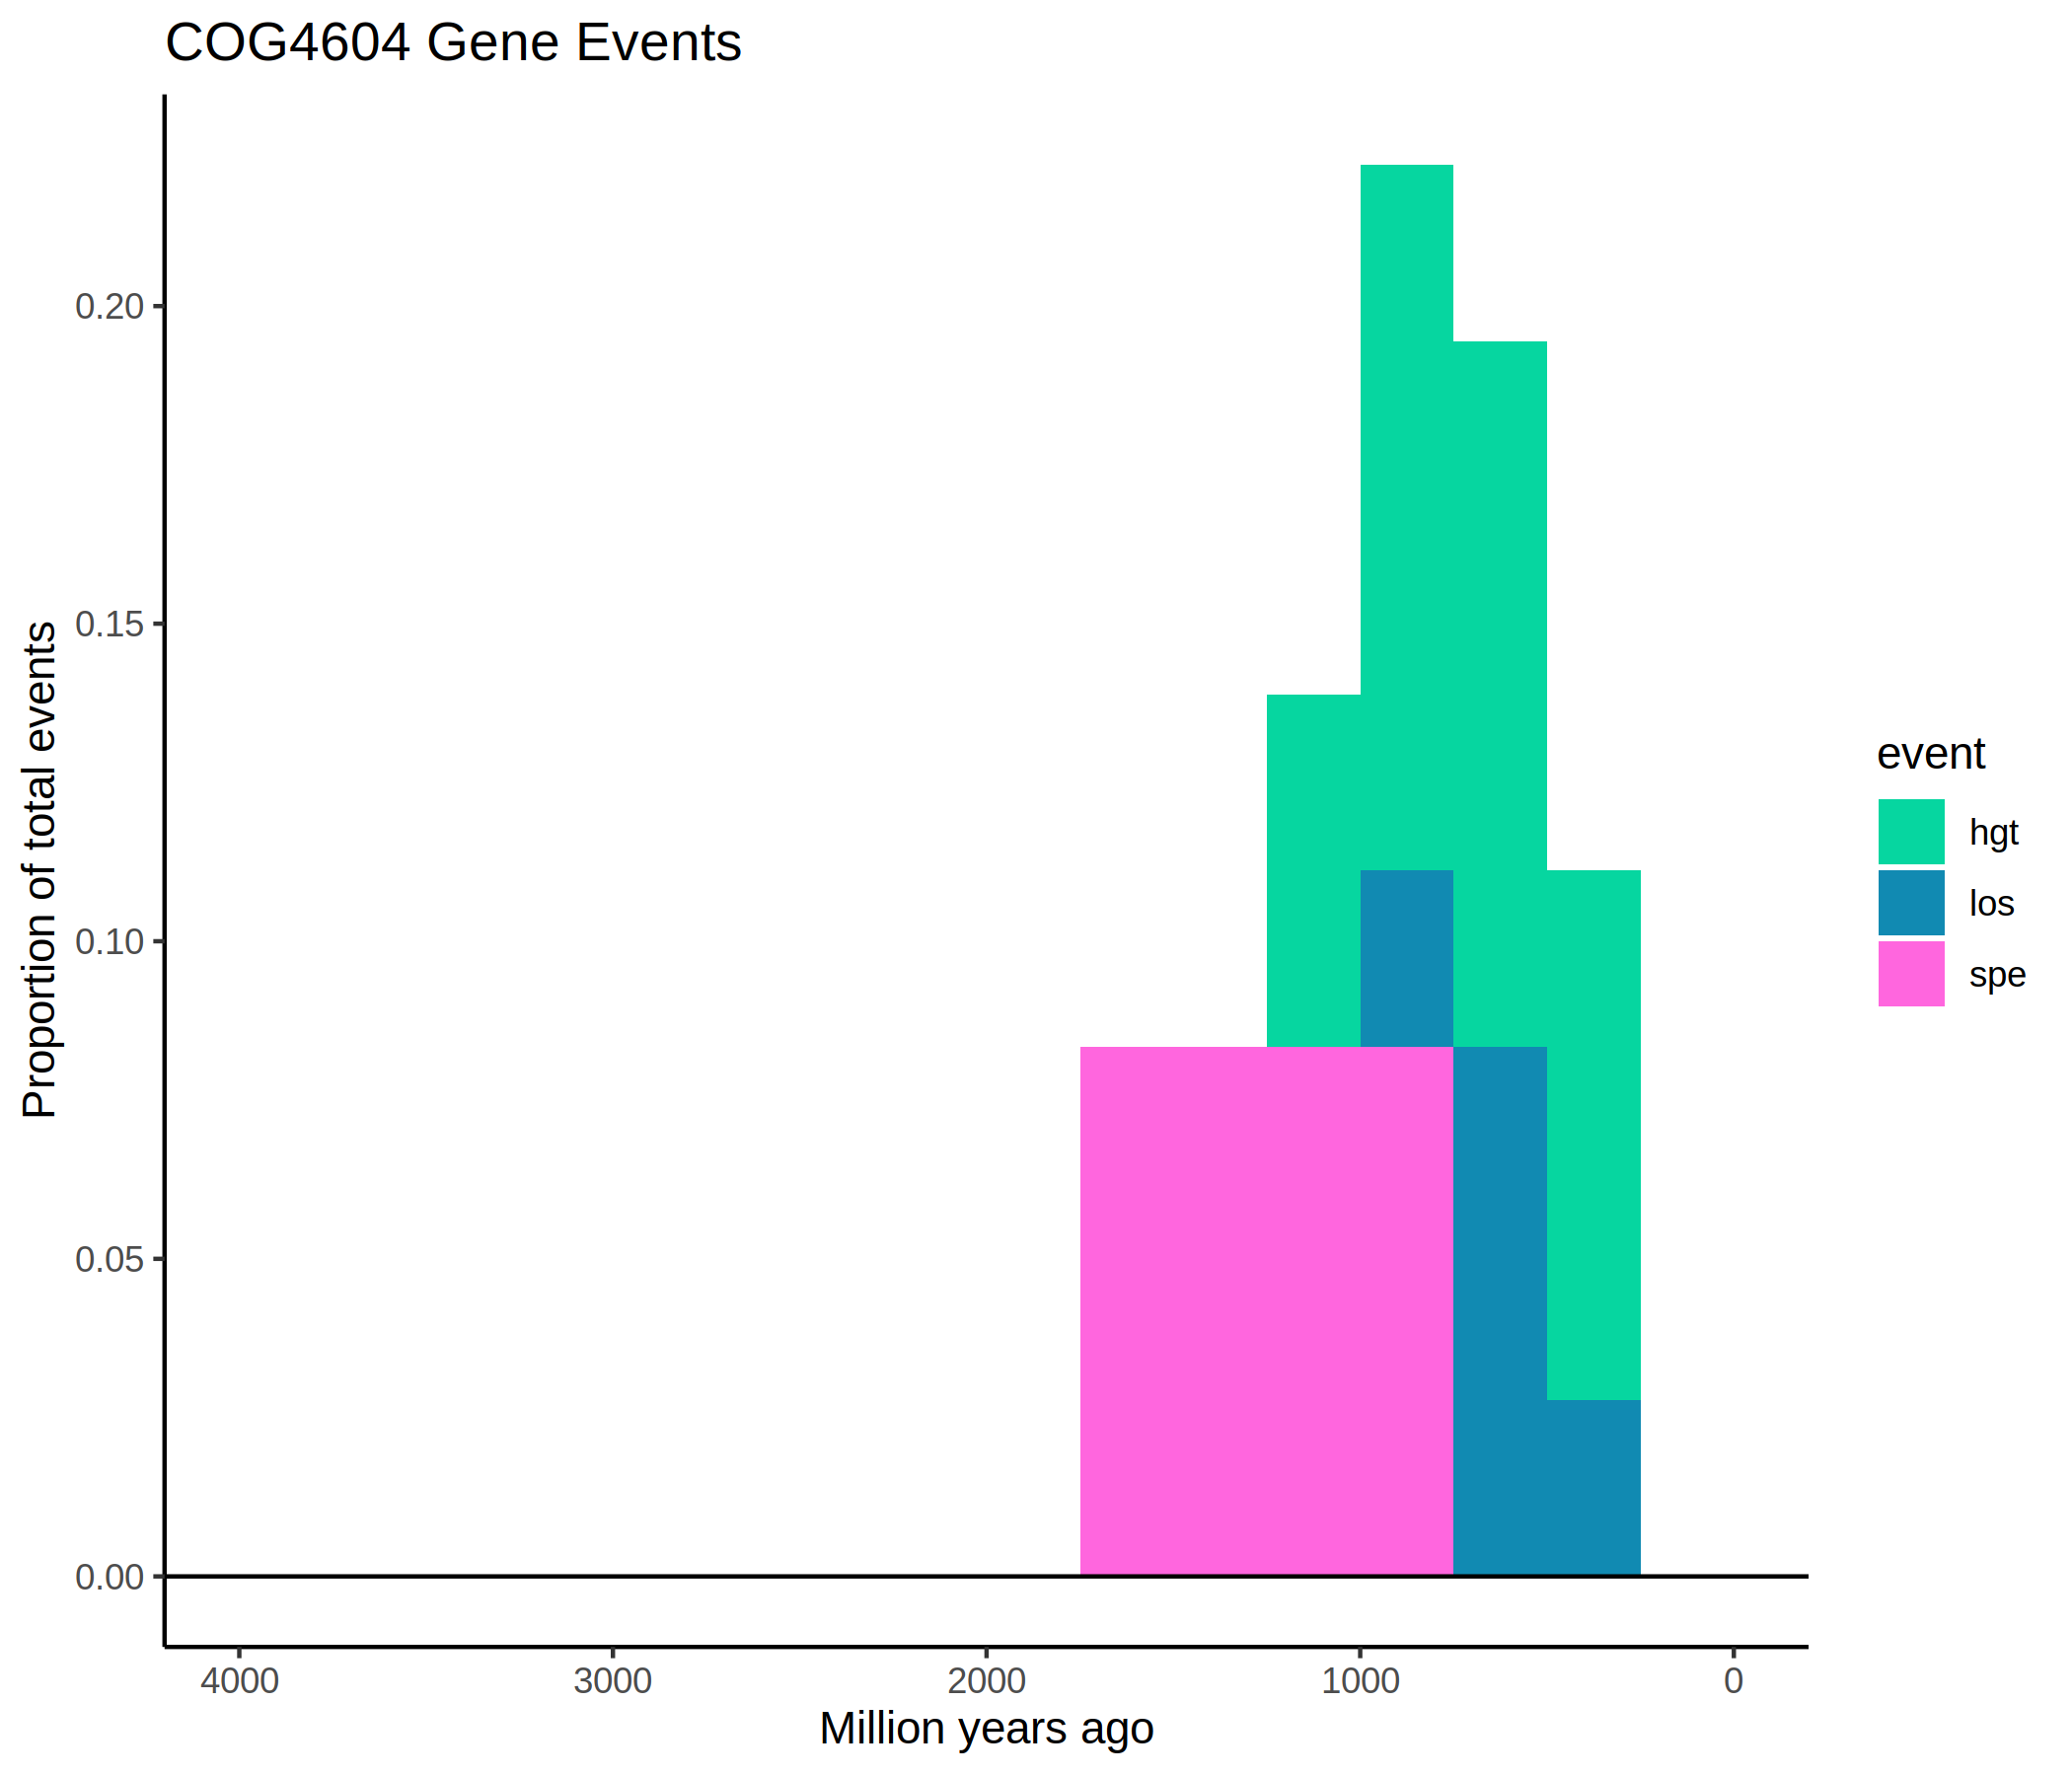 COG4604 Gene Events
Proportion of total events
0.20
0.15
0.10
0.05
0.00
4000 3000 2000 1000 0
Million years ago
event
hgt
los
spe